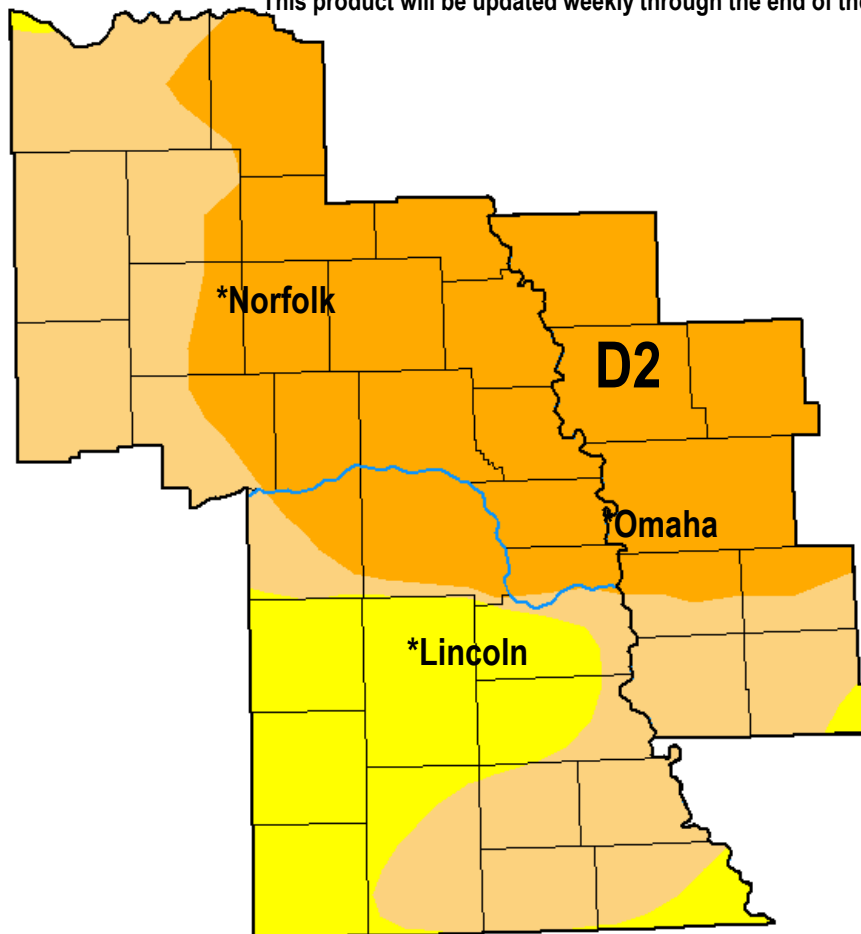 This product will be updated weekly through the end of the
*Norfolk
D2
*Omaha
*Lincoln